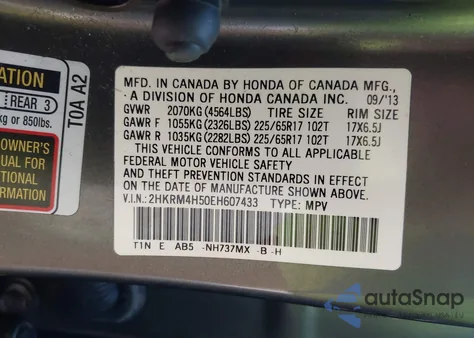 ATION
REAR 3
kg or 850lbs.
OWNER'S
NUAL FOR
INFORMATION
T0A A2
MFD. IN CANADA BY HONDA OF CANADA MFG.,
A DIVISION OF HONDA CANADA INC. 09/'13
GVWR 2070KG (4564LBS) TIRE SIZE RIM SIZE
GAWR F 1055KG (2326LBS) 225/65R17 102T 17X6.5J
GAWR R 1035KG (2282LBS) 225/65R17 102T 17X6.5J
THIS VEHICLE CONFORMS TO ALL APPLICABLE
FEDERAL MOTOR VEHICLE SAFETY
AND THEFT PREVENTION STANDARDS IN EFFECT
ON THE DATE OF MANUFACTURE SHOWN ABOVE.
V.I.N.: 2HKRM4H50EH607433 TYPE: MPV
T1N E AB5 -NH737MX -B -H
autoSnap